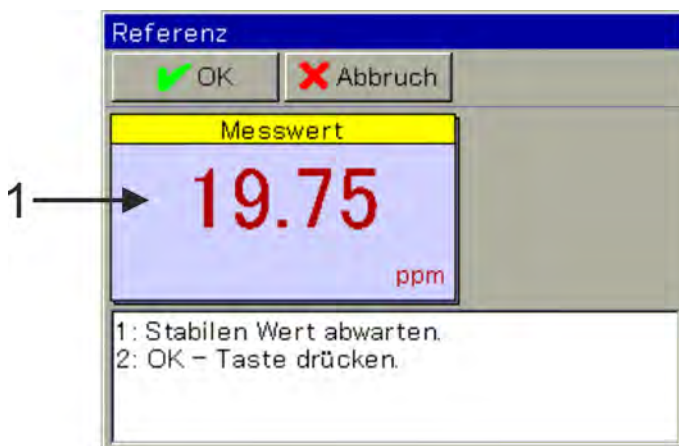 Referenz
OK Abbruch
Messwert
1
19.75
ppm
1: Stabilen Wert abwarten.
2: OK - Taste drücken.